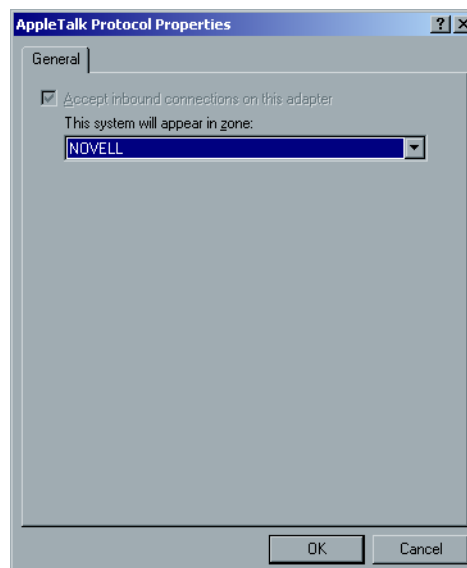 AppleTalk Protocol Properties
General
Accept inbound connections on this adapter
This system will appear in zone:
NOVELL
OK Cancel